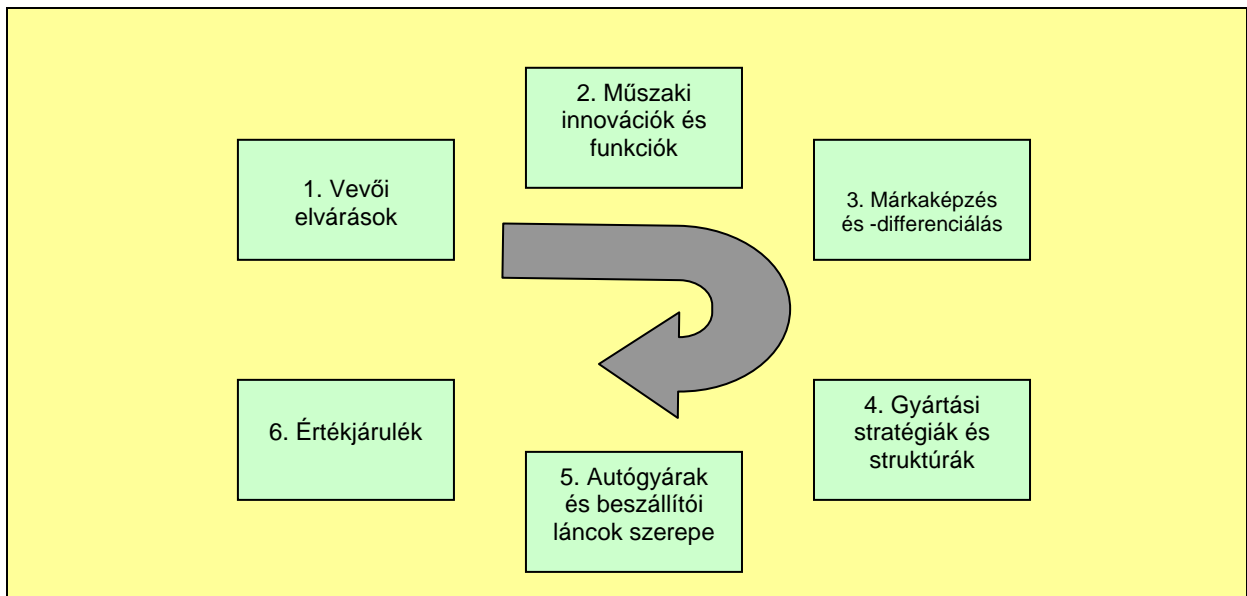 1. Vevői
elvárások
2. Műszaki
innovációk és
funkciók
3. Márkaképzés
és -differenciálás
4. Gyártási
stratégiák és
struktúrák
5. Autógyárak
és beszállítói
láncok szerepe
6. Értékjárulék